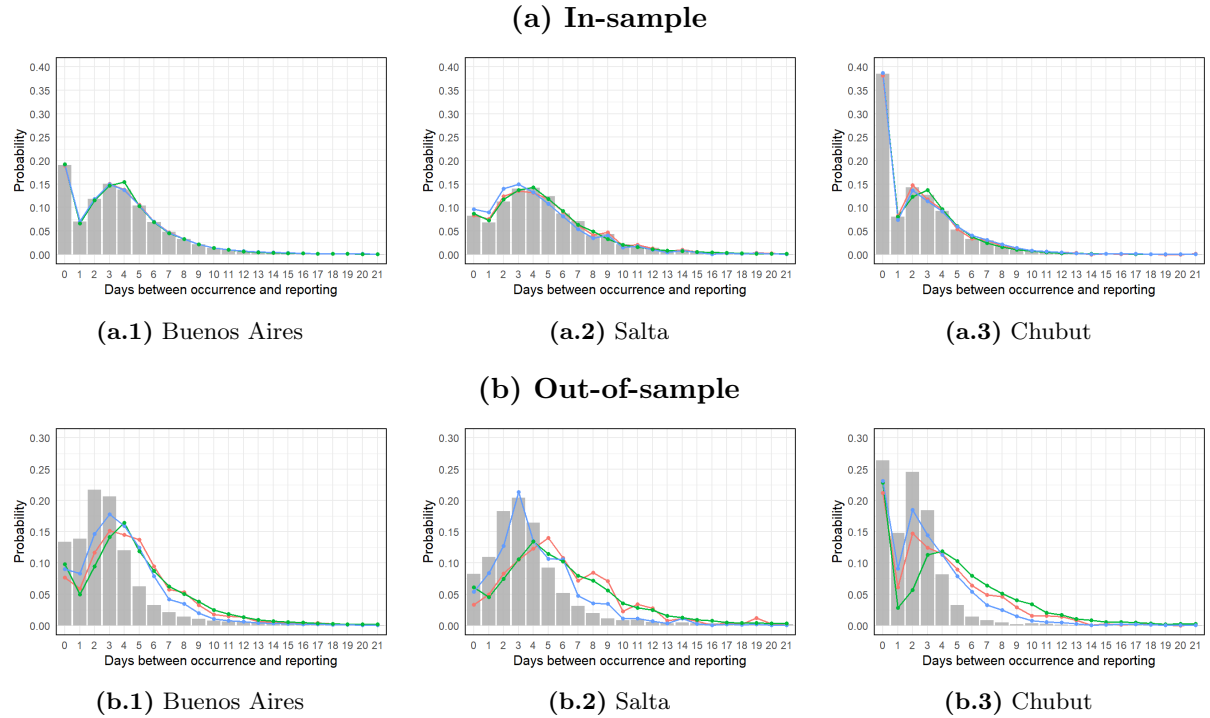 (a) In-sample
Probability
0.40
0.35
0.30
0.25
0.20
0.15
0.10
0.05
0.00
0 1 2 3 4 5 6 7 8 9 10 11 12 13 14 15 16 17 18 19 20 21
Days between occurrence and reporting
(a.1) Buenos Aires
Probability
0.40
0.35
0.30
0.25
0.20
0.15
0.10
0.05
0.00
0 1 2 3 4 5 6 7 8 9 10 11 12 13 14 15 16 17 18 19 20 21
Days between occurrence and reporting
(a.2) Salta
Probability
0.40
0.35
0.30
0.25
0.20
0.15
0.10
0.05
0.00
0 1 2 3 4 5 6 7 8 9 10 11 12 13 14 15 16 17 18 19 20 21
Days between occurrence and reporting
(a.3) Chubut
(b) Out-of-sample
Probability
0.30
0.25
0.20
0.15
0.10
0.05
0.00
0 1 2 3 4 5 6 7 8 9 10 11 12 13 14 15 16 17 18 19 20 21
Days between occurrence and reporting
(b.1) Buenos Aires
Probability
0.30
0.25
0.20
0.15
0.10
0.05
0.00
0 1 2 3 4 5 6 7 8 9 10 11 12 13 14 15 16 17 18 19 20 21
Days between occurrence and reporting
(b.2) Salta
Probability
0.30
0.25
0.20
0.15
0.10
0.05
0.00
0 1 2 3 4 5 6 7 8 9 10 11 12 13 14 15 16 17 18 19 20 21
Days between occurrence and reporting
(b.3) Chubut